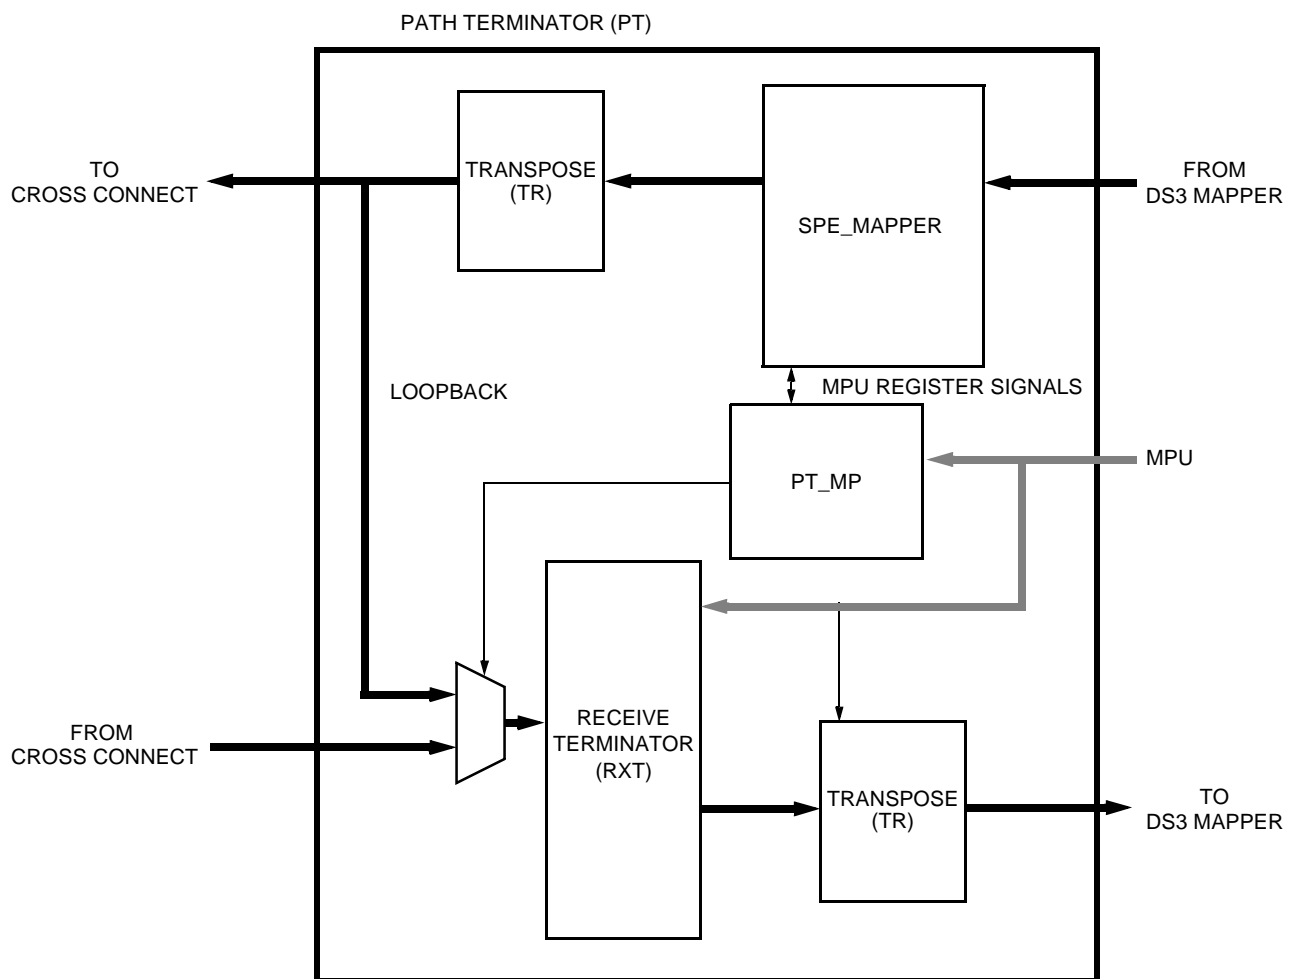 PATH TERMINATOR (PT)
TO
CROSS CONNECT
TRANSPOSE
(TR)
SPE_MAPPER
FROM
DS3 MAPPER
LOOPBACK
MPU REGISTER SIGNALS
PT_MP
MPU
FROM
CROSS CONNECT
RECEIVE
TERMINATOR
(RXT)
TRANSPOSE
(TR)
TO
DS3 MAPPER